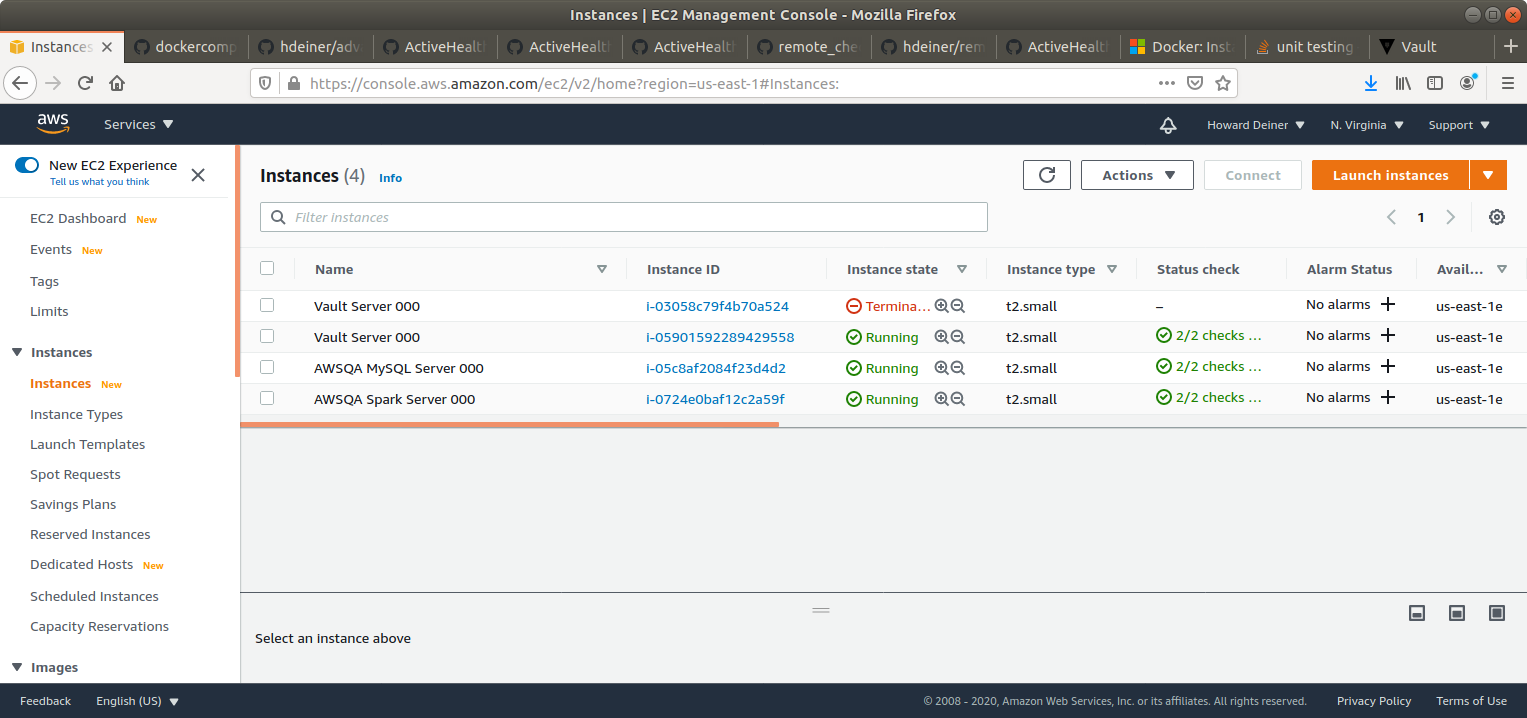 Instances | EC2 Management Console - Mozilla Firefox
Instances dockercomp hdeiner/adv ActiveHealt ActiveHealt ActiveHealt remote_che hdeiner/rem ActiveHealt Docker: Inst unit testing Vault
https://console.aws.amazon.com/ec2/v2/home?region=us-east-1#Instances:
aws Services Howard Deiner N. Virginia Support
New EC2 Experience
Tell us what you think
EC2 Dashboard New
Events New
Tags
Limits
Instances
Instances New
Instance Types
Launch Templates
Spot Requests
Savings Plans
Reserved Instances
Dedicated Hosts New
Scheduled Instances
Capacity Reservations
Images
Instances (4) Info Actions Connect Launch instances
Filter instances 1
Name Instance ID Instance state Instance type Status check Alarm Status Avail...
Vault Server 000 i-03058c79f4b70a524 Termina... t2.small – No alarms us-east-1e
Vault Server 000 i-05901592289429558 Running t2.small 2/2 checks ... No alarms us-east-1e
AWSQA MySQL Server 000 i-05c8af2084f23d4d2 Running t2.small 2/2 checks ... No alarms us-east-1e
AWSQA Spark Server 000 i-0724e0baf12c2a59f Running t2.small 2/2 checks ... No alarms us-east-1e
Select an instance above
Feedback English (US) © 2008 - 2020, Amazon Web Services, Inc. or its affiliates. All rights reserved. Privacy Policy Terms of Use